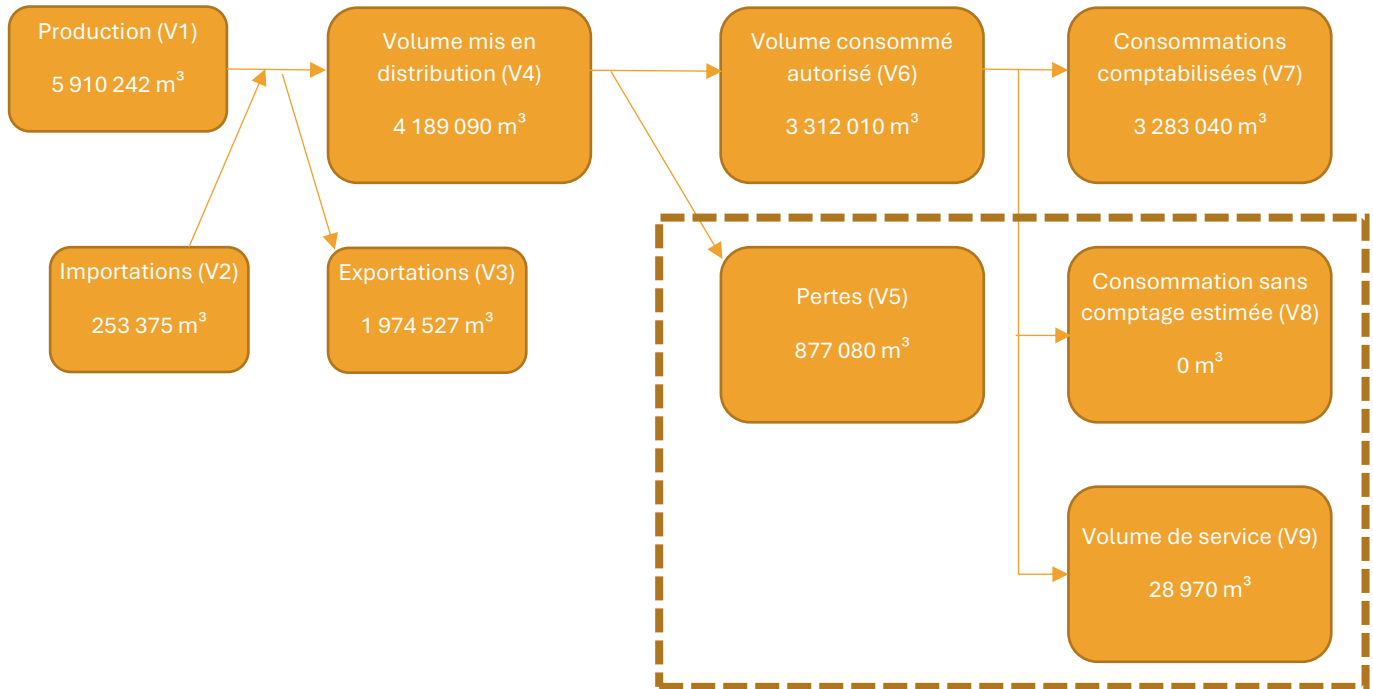 Production (V1)
5 910 242 m³
Volume mis en
distribution (V4)
4 189 090 m³
Volume consommé
autorisé (V6)
3 312 010 m³
Consommations
comptabilisées (V7)
3 283 040 m³
Importations (V2)
253 375 m³
Exportations (V3)
1 974 527 m³
Pertes (V5)
877 080 m³
Consommation sans
comptage estimée (V8)
0 m³
Volume de service (V9)
28 970 m³